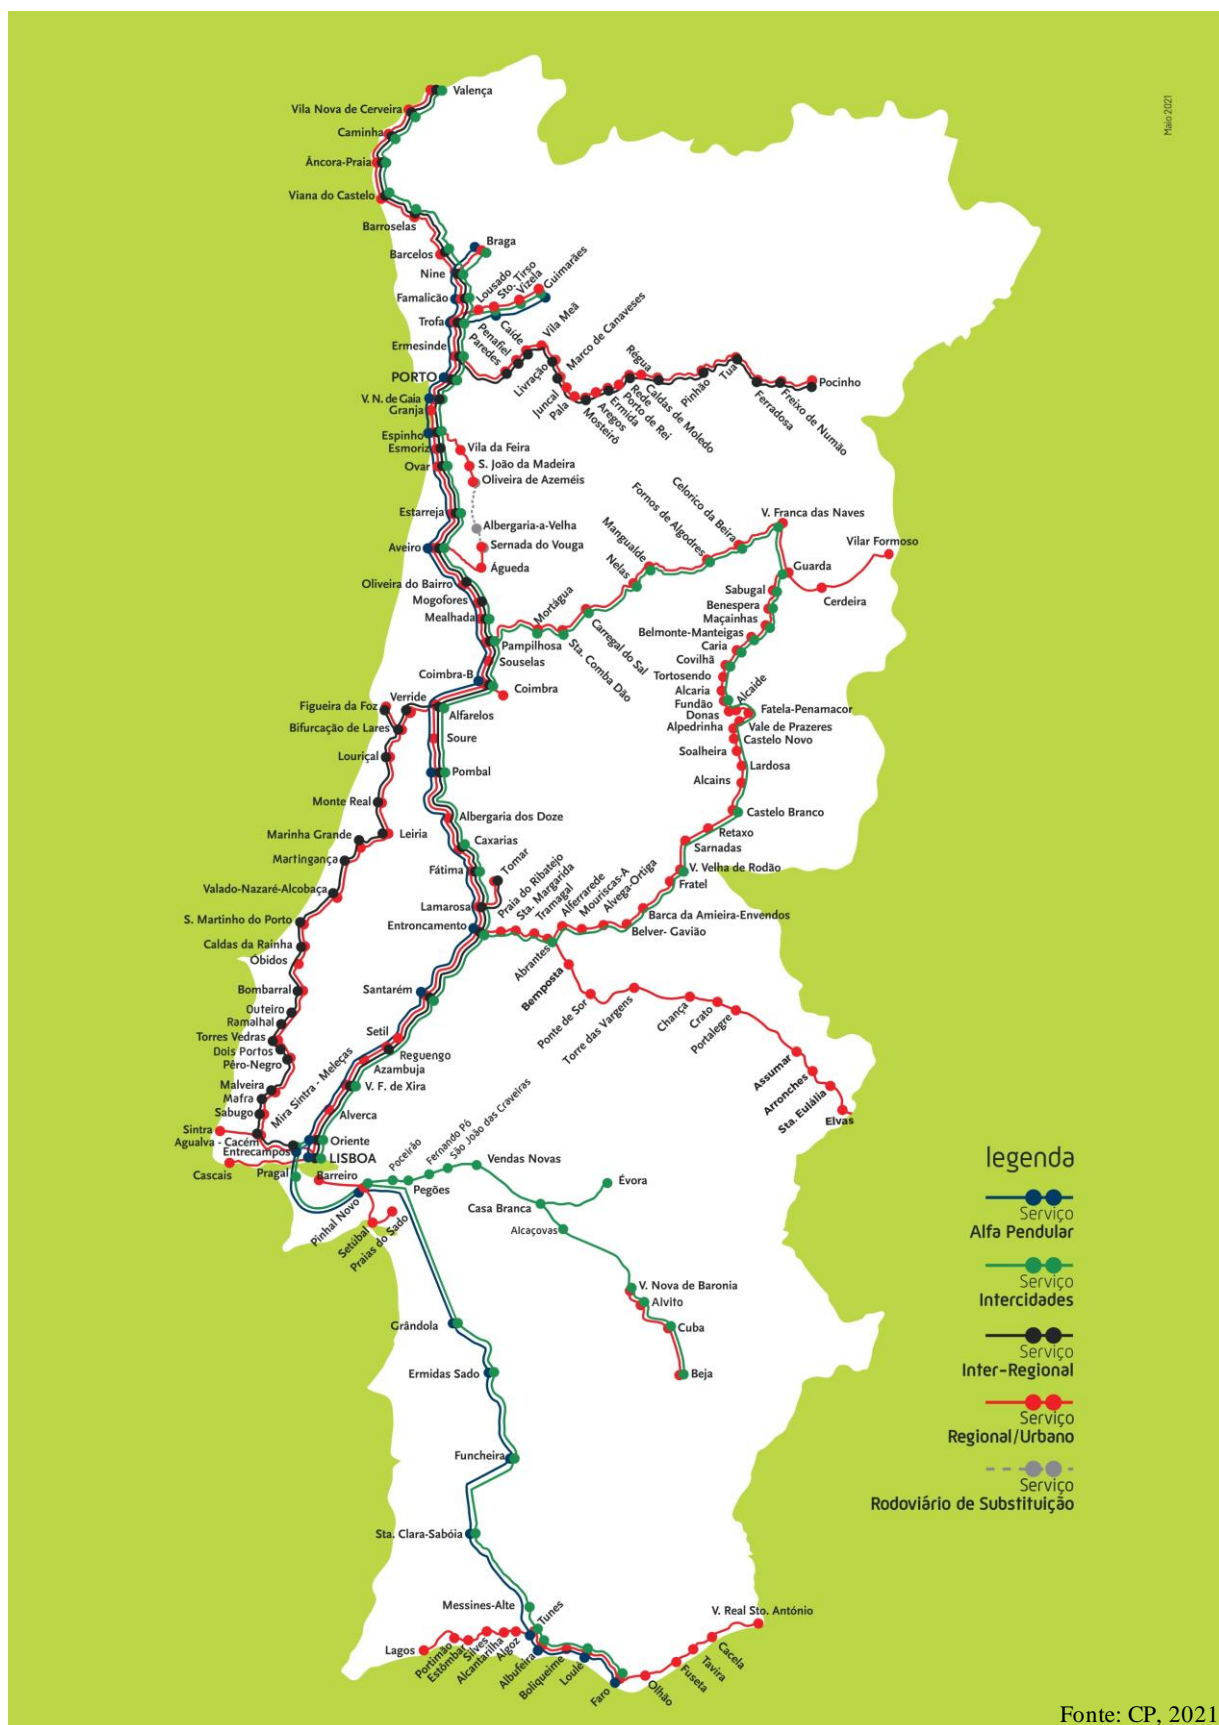 Maio 2021
Valença
Vila Nova de Cerveira
Caminha
Âncora-Praia
Viana do Castelo
Barroselas
Barcelos
Braga
Nine
Famalicão
Lousado
Sto. Tirso
Vizela
Guimarães
Trofa
Ermesinde
Paredes
Penafiel
Caíde
Vila Meã
Livração
Marco de Canaveses
Juncal
Pala
Mosteirô
Aregos
Ermida
Porto de Rei
Rede
Régua
Caldas de Moledo
Pinhão
Tua
Ferradosa
Freixo de Numão
Pocinho
PORTO
V. N. de Gaia
Granja
Espinho
Esmoriz
Ovar
Vila da Feira
S. João da Madeira
Oliveira de Azeméis
Albergaria-a-Velha
Sernada do Vouga
Águeda
Estarreja
Aveiro
Oliveira do Bairro
Mogofores
Mealhada
Pampilhosa
Mortágua
Sta. Comba Dão
Carregal do Sal
Nelas
Mangualde
Fornos de Algodres
Celorico da Beira
V. Franca das Naves
Vilar Formoso
Guarda
Cerdeira
Sabugal
Benespera
Maçainhas
Belmonte-Manteigas
Caria
Covilhã
Tortosendo
Alcaria
Fundão
Donas
Alcaide
Fatela-Penamacor
Alpedrinha
Vale de Prazeres
Castelo Novo
Soalheira
Lardosa
Alcains
Castelo Branco
Retaxo
Sarnadas
V. Velha de Rodão
Fratel
Barca da Amieira-Envendos
Belver- Gavião
Souselas
Coimbra-B
Coimbra
Figueira da Foz
Verride
Alfarelos
Bifurcação de Lares
Soure
Louriçal
Pombal
Monte Real
Albergaria dos Doze
Marinha Grande
Leiria
Caxarias
Martingança
Fátima
Tomar
Valado-Nazaré-Alcobaça
Lamarosa
Entroncamento
Praia do Ribatejo
Sta. Margarida
Tramagal
Alferrarede
Mouriscas-A
Alvega-Ortiga
Abrantes
Bemposta
Ponte de Sor
Torre das Vargens
Chança
Crato
Portalegre
Assumar
Arronches
Sta. Eulália
Elvas
S. Martinho do Porto
Caldas da Rainha
Óbidos
Bombarral
Outeiro
Ramalhal
Torres Vedras
Dois Portos
Pêro-Negro
Malveira
Mafra
Sabugo
Mira Sintra - Meleças
Santarém
Setil
Reguengo
Azambuja
V. F. de Xira
Alverca
Sintra
Agualva - Cacém
Entrecampos
Oriente
LISBOA
Cascais
Pragal
Barreiro
Pinhal Novo
Setúbal
Praias do Sado
Poceirão
Pegões
Fernando Pó
São João das Craveiras
Vendas Novas
Casa Branca
Évora
Alcaçovas
V. Nova de Baronia
Alvito
Cuba
Beja
Grândola
Ermidas Sado
Funcheira
Sta. Clara-Sabóia
Messines-Alte
Tunes
Lagos
Portimão
Estômbar
Silves
Alcantarilha
Algoz
Albufeira
Boliqueime
Loulé
Faro
Olhão
Fuseta
Tavira
Cacela
V. Real Sto. António
legenda
Serviço
Alfa Pendular
Serviço
Intercidades
Serviço
Inter-Regional
Serviço
Regional/Urbano
Serviço
Rodoviário de Substituição
Fonte: CP, 2021